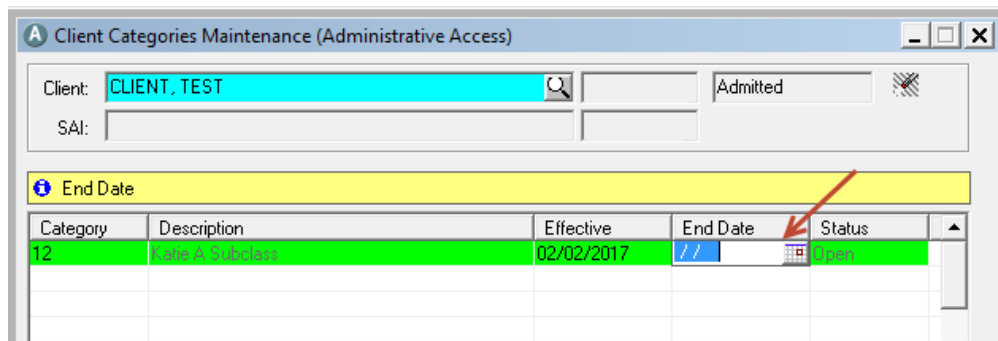 A Client Categories Maintenance (Administrative Access)
Client: CLIENT, TEST Admitted
SAI:
End Date
Category Description Effective End Date Status
12 Katie A Subclass 02/02/2017 / / Open